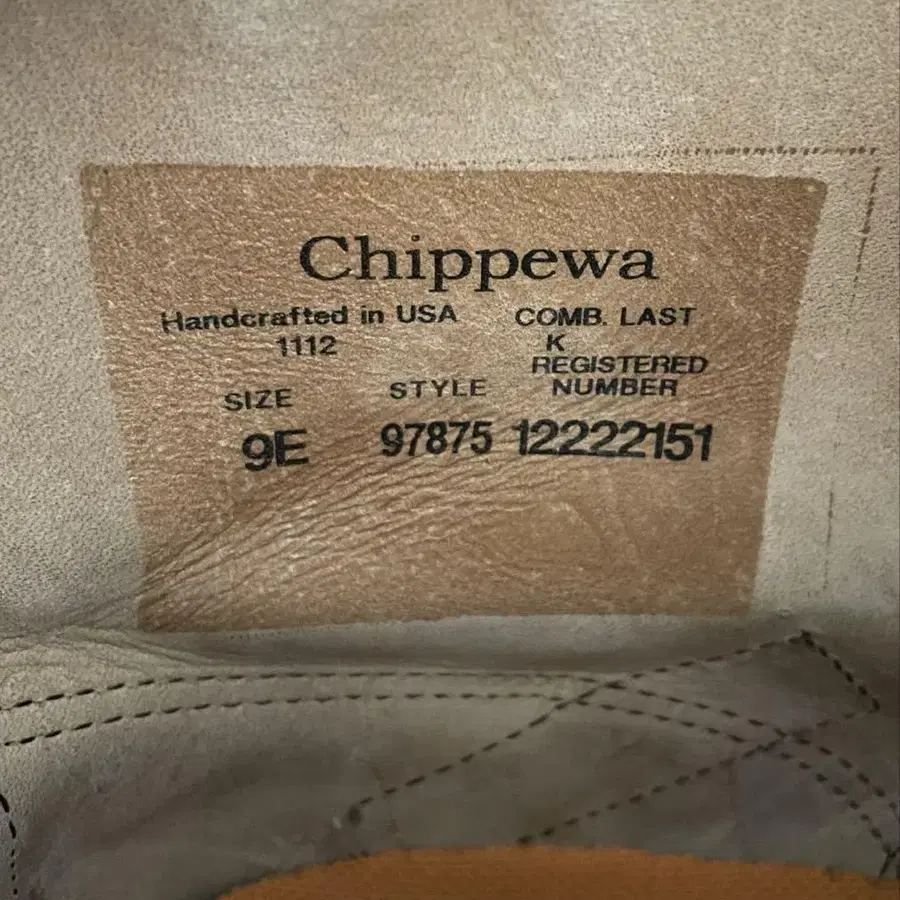 Chippewa
Handcrafted in USA COMB. LAST
1112 K
REGISTERED
SIZE STYLE NUMBER
9E 97875 12222151